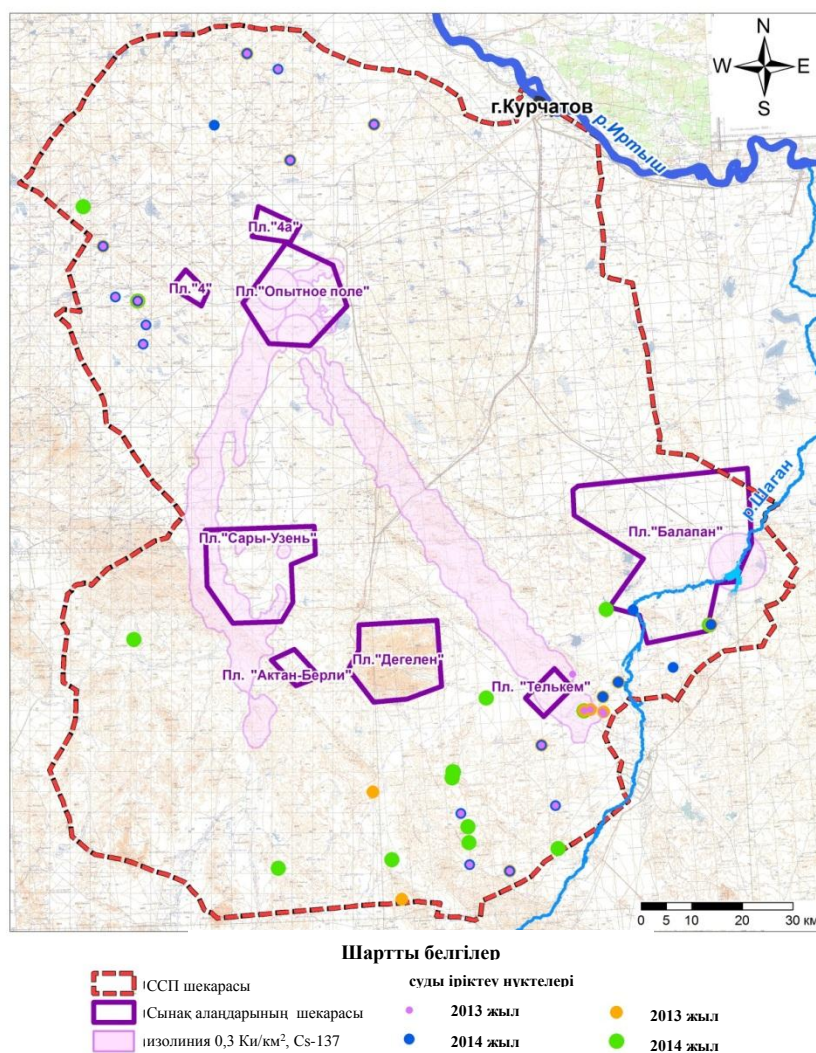 N
W E
S
г.Курчатов
р.Иртыш
Пл."4а"
Пл."4"
Пл."Опытное поле"
р.Шаган
Пл."Балапан"
Пл."Сары-Узень"
Пл."Дегелен"
Пл. "Актан-Берли"
Пл. "Телькем"
0 5 10 20 30 км
Шартты белгілер
ССП шекарасы
Сынақ алаңдарының шекарасы
изолиния 0,3 Ки/км², Cs-137
суды іріктеу нүктелері
2013 жыл
2013 жыл
2014 жыл
2014 жыл